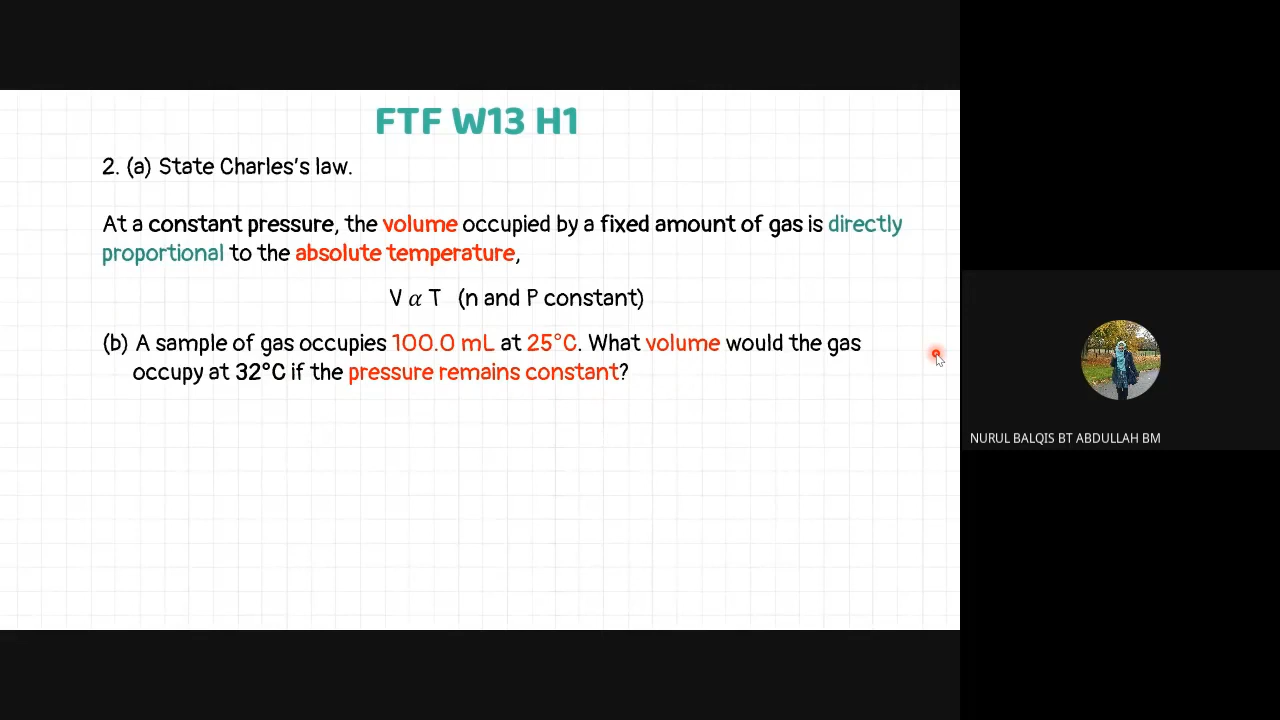 FTF W13 H1
2. (a) State Charles's law.
At a constant pressure, the volume occupied by a fixed amount of gas is directly
proportional to the absolute temperature,
V α T (n and P constant)
(b) A sample of gas occupies 100.0 mL at 25°C. What volume would the gas
occupy at 32°C if the pressure remains constant?
NURUL BALQIS BT ABDULLAH BM